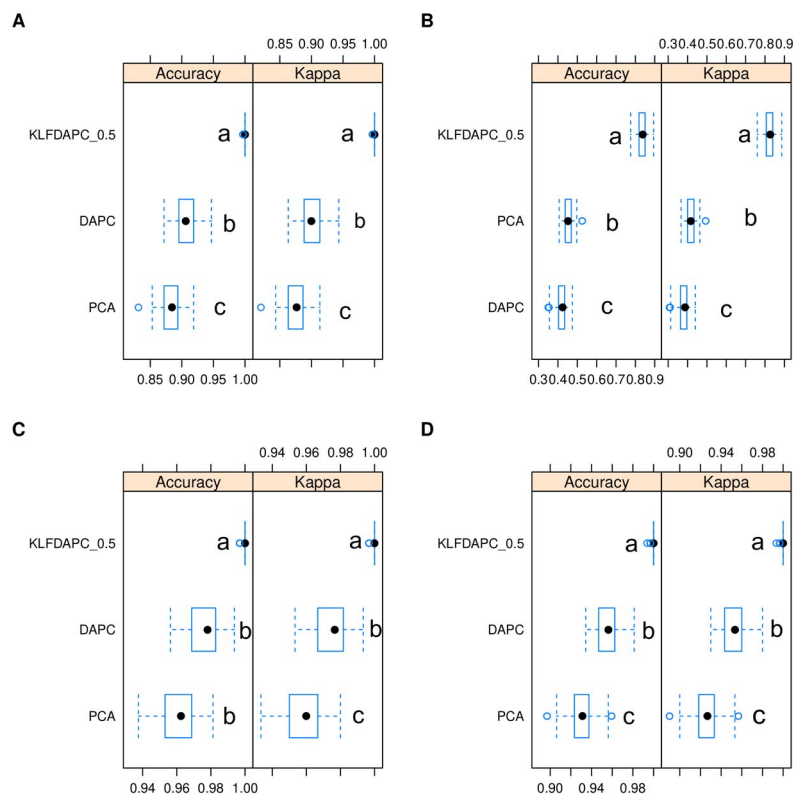 A
0.85 0.90 0.95 1.00
Accuracy Kappa
KLFDAPC_0.5 a a
DAPC b b
PCA c c
0.85 0.90 0.95 1.00
B
0.30.40.50.60.70.80.9
Accuracy Kappa
KLFDAPC_0.5 a a
PCA b b
DAPC c c
0.30.40.50.60.70.80.9
C
0.94 0.96 0.98 1.00
Accuracy Kappa
KLFDAPC_0.5 a a
DAPC b b
PCA b c
0.94 0.96 0.98 1.00
D
0.90 0.94 0.98
Accuracy Kappa
KLFDAPC_0.5 a a
DAPC b b
PCA c c
0.90 0.94 0.98